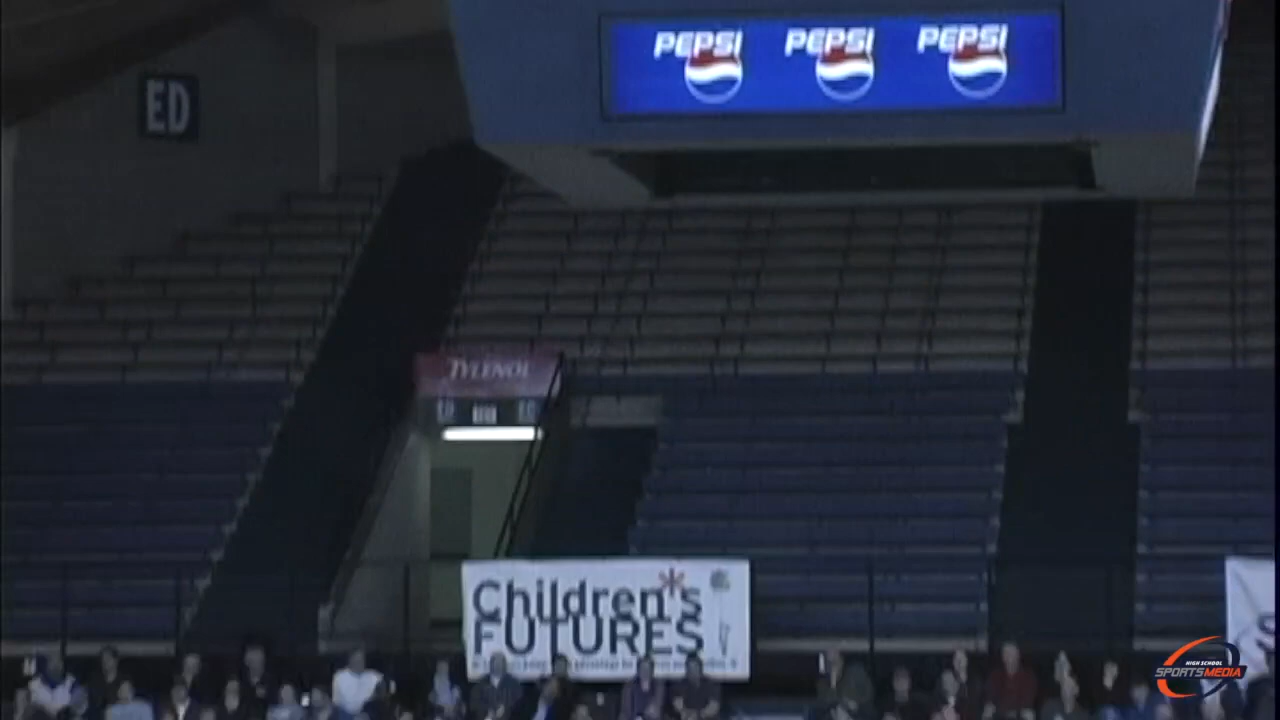 PEPSI PEPSI PEPSI
ED
TYLENOL
Children's
FUTURES
HIGH SCHOOL
SPORTSMEDIA